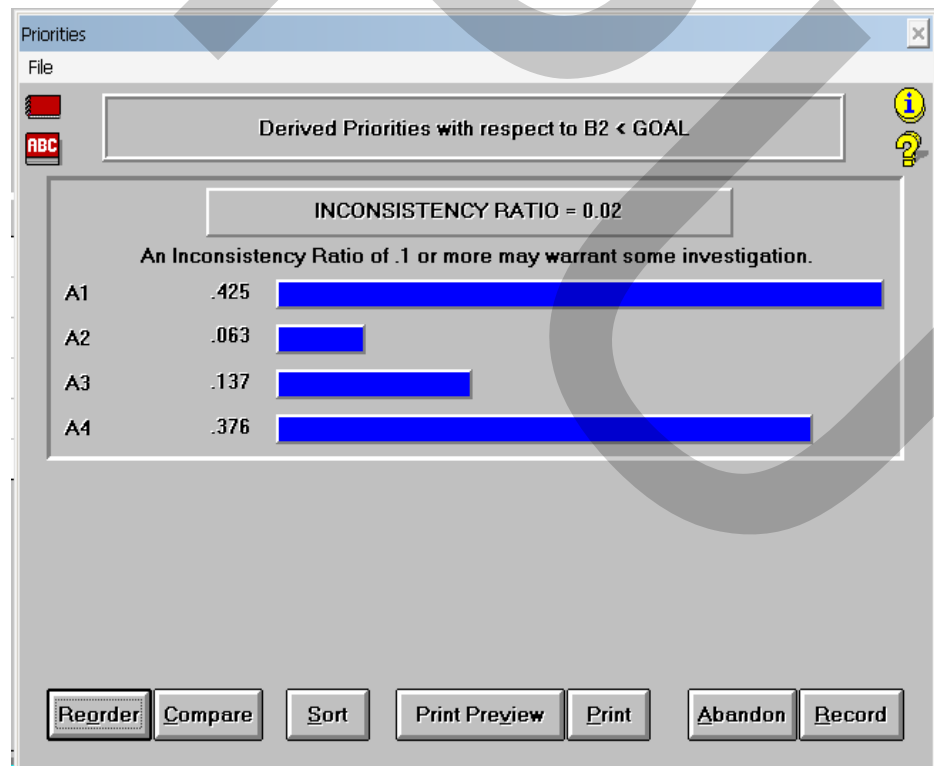 Priorities
File
ABC
Derived Priorities with respect to B2 < GOAL
INCONSISTENCY RATIO = 0.02
An Inconsistency Ratio of .1 or more may warrant some investigation.
A1 .425
A2 .063
A3 .137
A4 .376
Reorder Compare Sort Print Preview Print Abandon Record